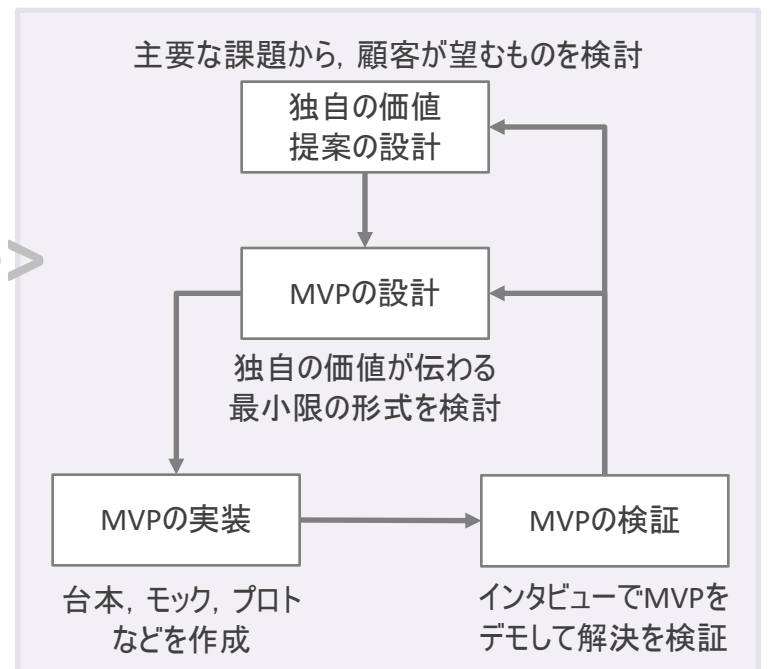 主要な課題から, 顧客が望むものを検討
独自の価値
提案の設計
MVPの設計
独自の価値が伝わる
最小限の形式を検討
MVPの実装
MVPの検証
台本, モック, プロト
などを作成
インタビューでMVPを
デモして解決を検証